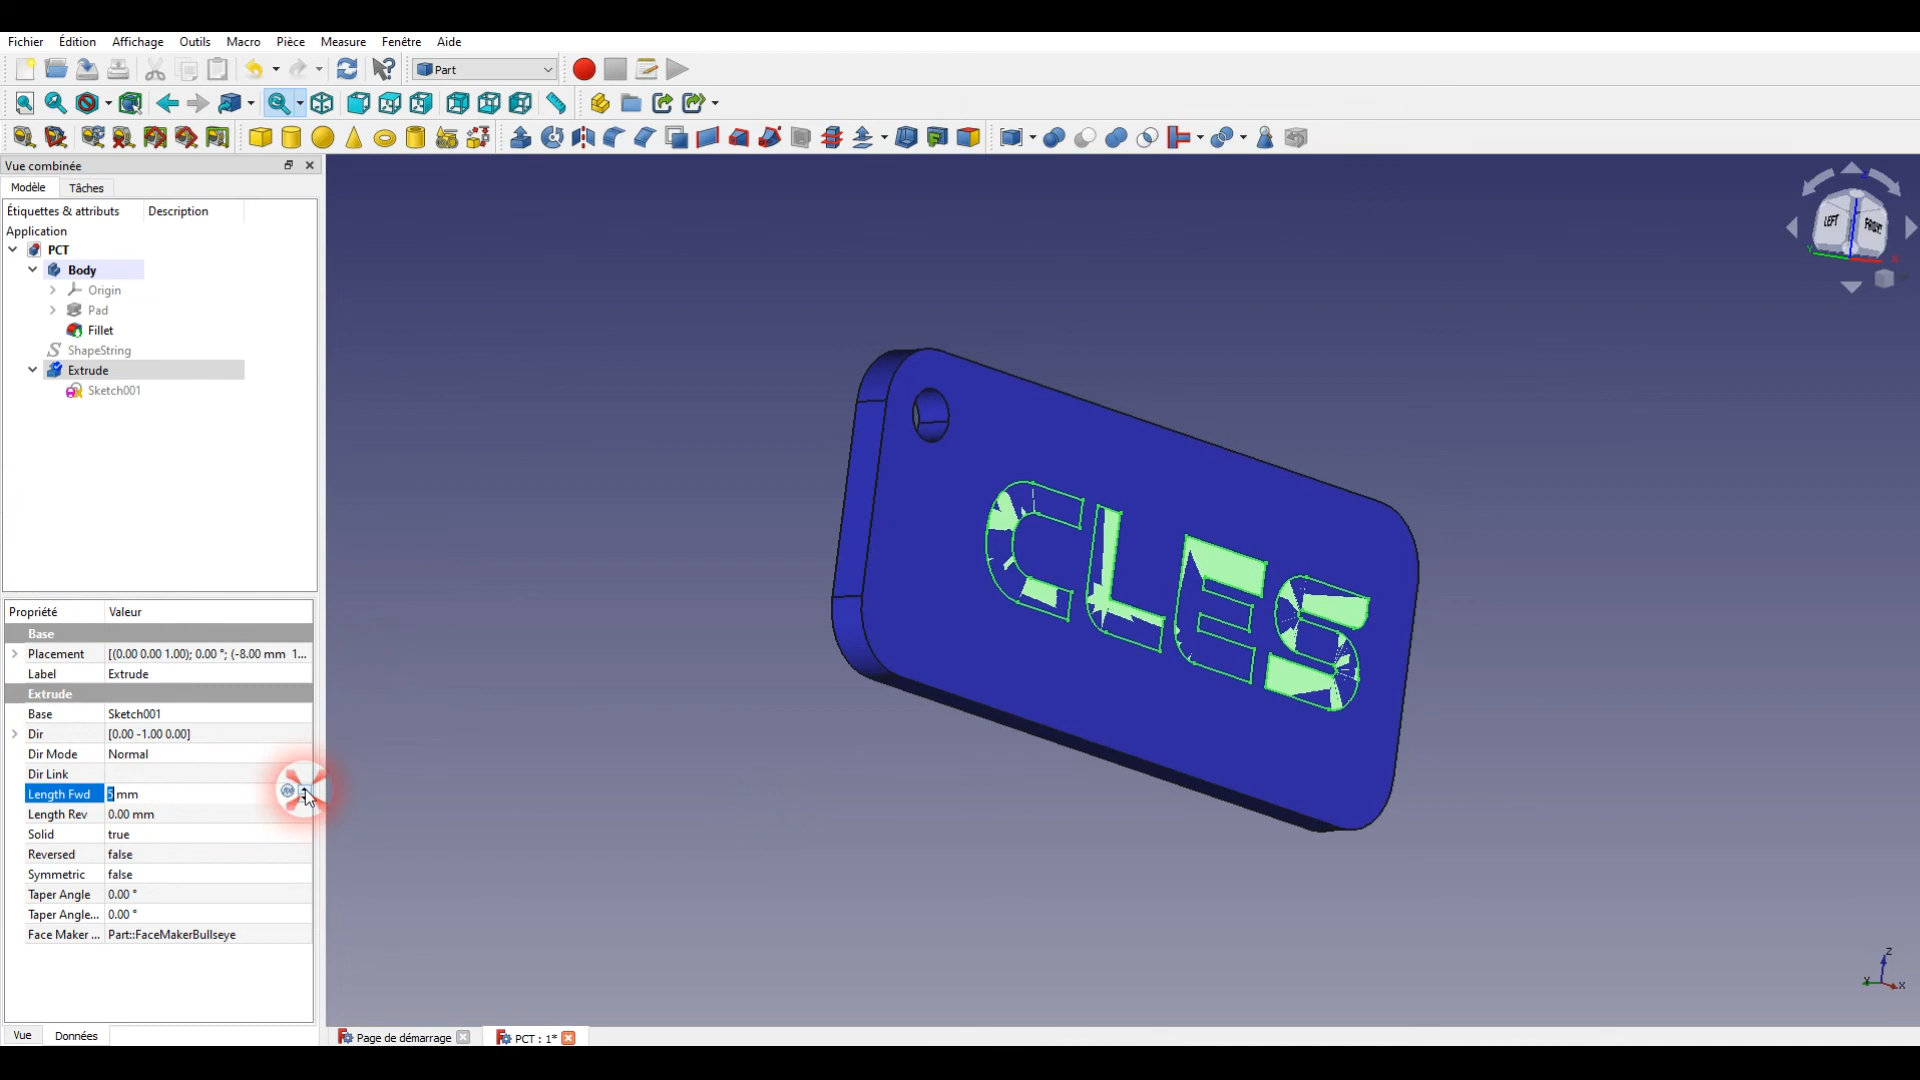 Fichier Édition Affichage Outils Macro Pièce Measure Fenêtre Aide
Part
Vue combinée
Modèle Tâches
Étiquettes & attributs Description
Application
PCT
Body
Origin
Pad
Fillet
ShapeString
Extrude
Sketch001
Propriété Valeur
Base
Placement [(0.00 0.00 1.00); 0.00 °; (-8.00 mm 1...
Label Extrude
Extrude
Base Sketch001
Dir [0.00 -1.00 0.00]
Dir Mode Normal
Dir Link
Length Fwd 5 mm
Length Rev 0.00 mm
Solid true
Reversed false
Symmetric false
Taper Angle 0.00 °
Taper Angle... 0.00 °
Face Maker ... Part::FaceMakerBullseye
Vue Données
CLES
LEFT FRONT
Z
Y X
Page de démarrage PCT : 1*